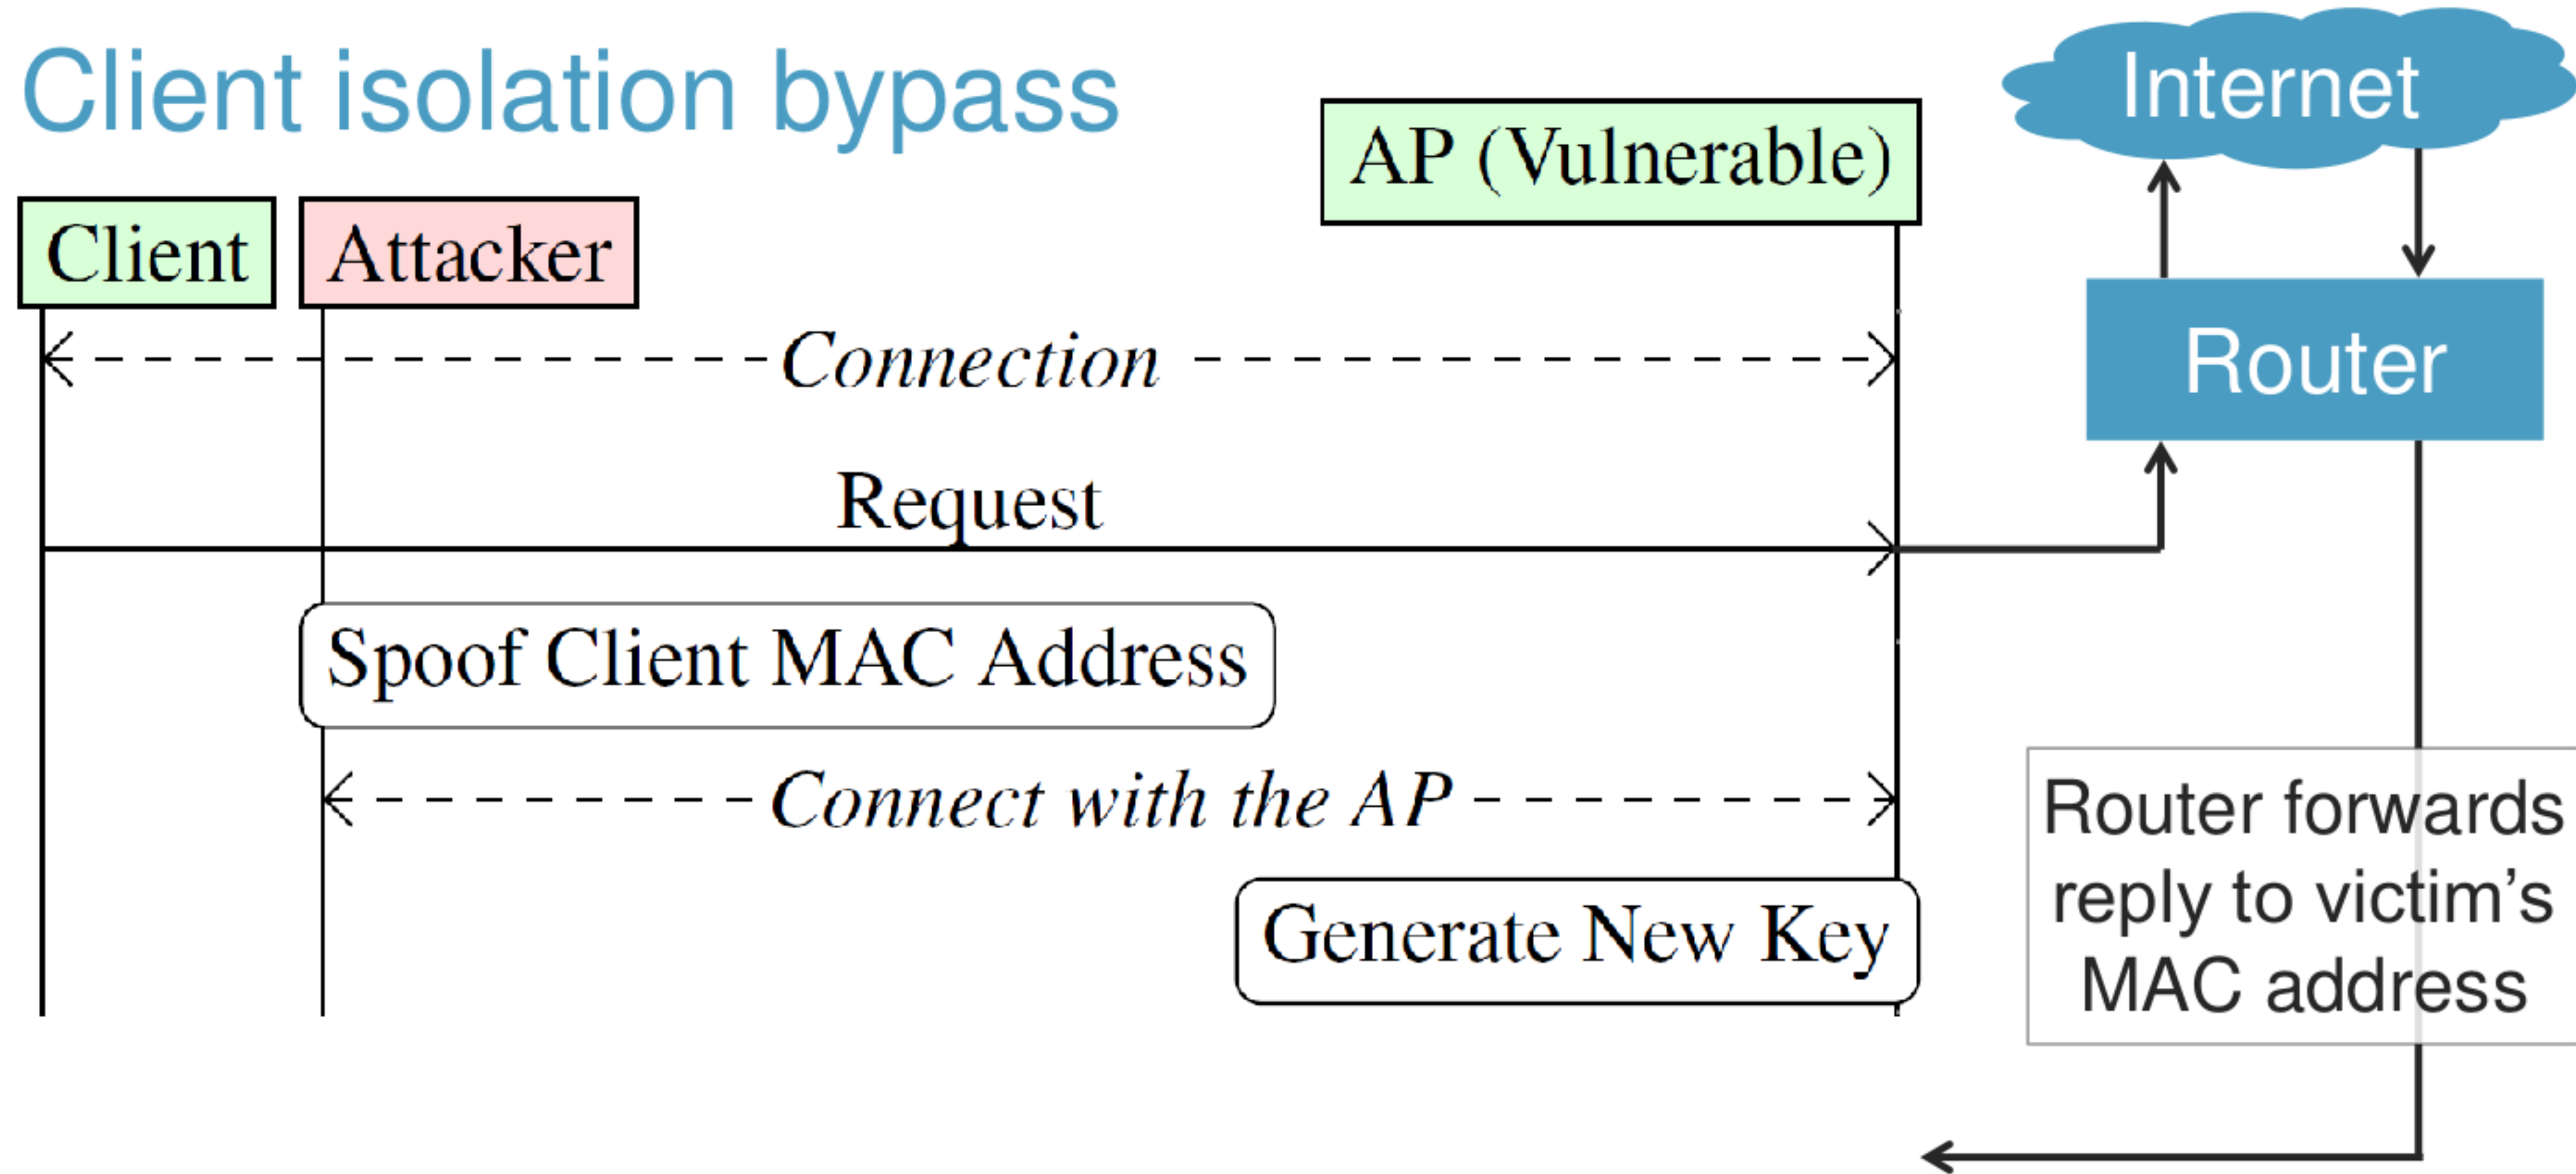 Client isolation bypass
Internet
AP (Vulnerable)
Client
Attacker
Connection
Router
Request
Spoof Client MAC Address
Connect with the AP
Generate New Key
Router forwards
reply to victim’s
MAC address